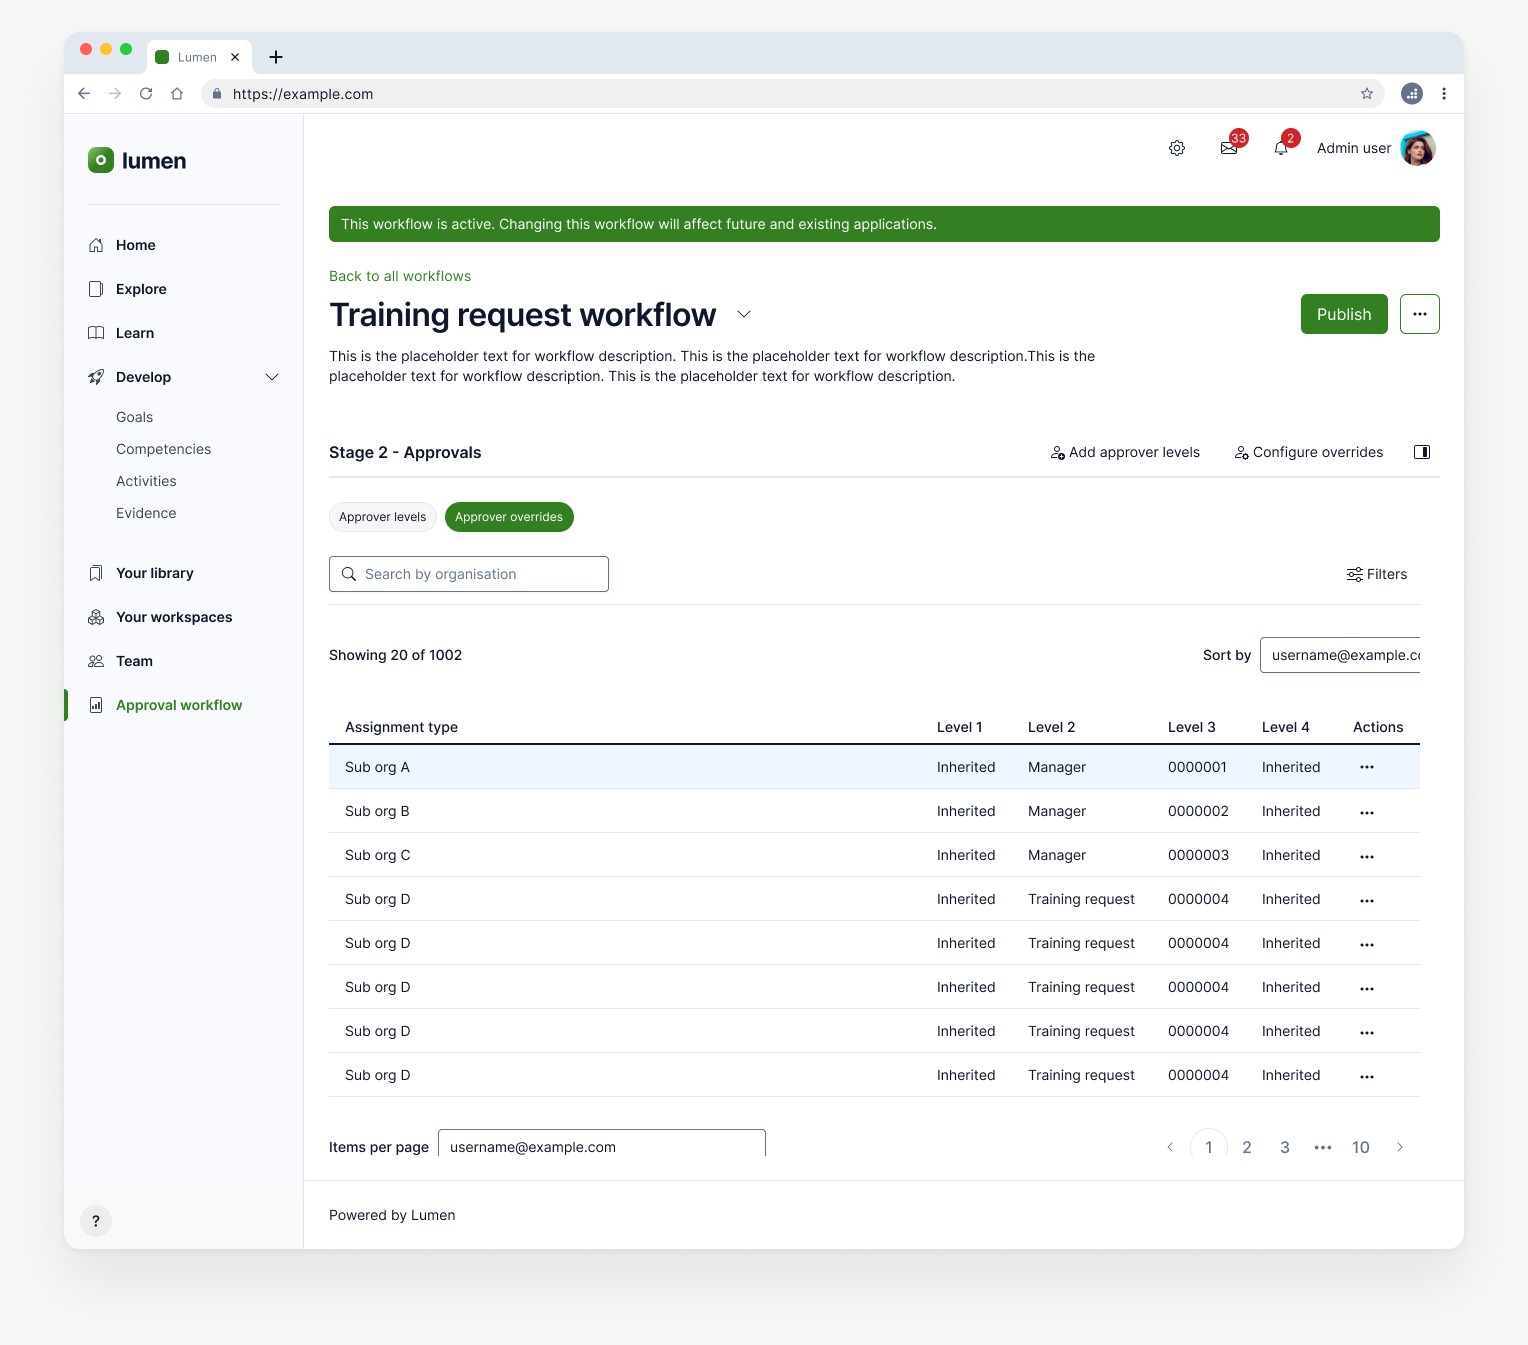 Lumen
https://example.com
lumen
33
2
Admin user
Home
Explore
Learn
Develop
Goals
Competencies
Activities
Evidence
Your library
Your workspaces
Team
Approval workflow
?
This workflow is active. Changing this workflow will affect future and existing applications.
Back to all workflows
Training request workflow
Publish
This is the placeholder text for workflow description. This is the placeholder text for workflow description.This is the
placeholder text for workflow description. This is the placeholder text for workflow description.
Stage 2 - Approvals
Add approver levels
Configure overrides
Approver levels
Approver overrides
Search by organisation
Filters
Showing 20 of 1002
Sort by
username@example.co
Assignment type Level 1 Level 2 Level 3 Level 4 Actions
Sub org A Inherited Manager 0000001 Inherited
Sub org B Inherited Manager 0000002 Inherited
Sub org C Inherited Manager 0000003 Inherited
Sub org D Inherited Training request 0000004 Inherited
Sub org D Inherited Training request 0000004 Inherited
Sub org D Inherited Training request 0000004 Inherited
Sub org D Inherited Training request 0000004 Inherited
Sub org D Inherited Training request 0000004 Inherited
Items per page username@example.com
1 2 3 ••• 10
Powered by Lumen